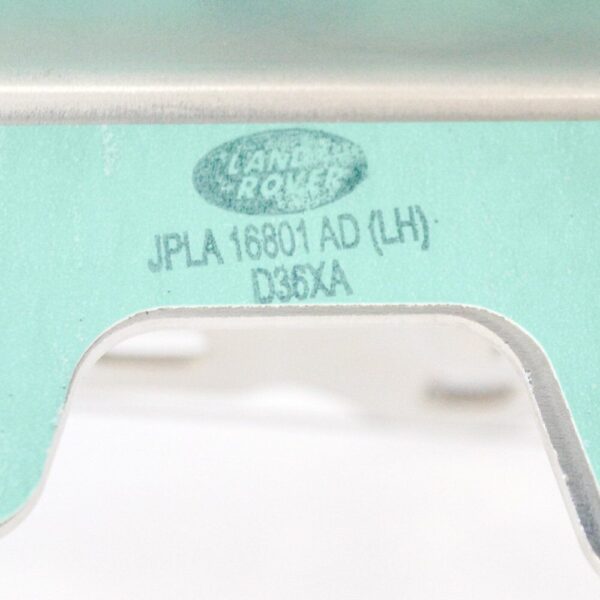 LAND
ROVER
JPLA 16801 AD (LH)
D36XA